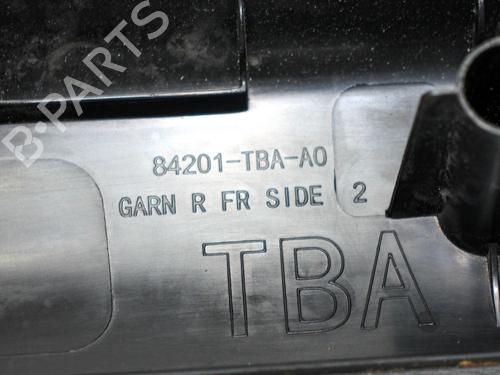 B-PARTS
84201-TBA-A0
GARN R FR SIDE 2
TBA